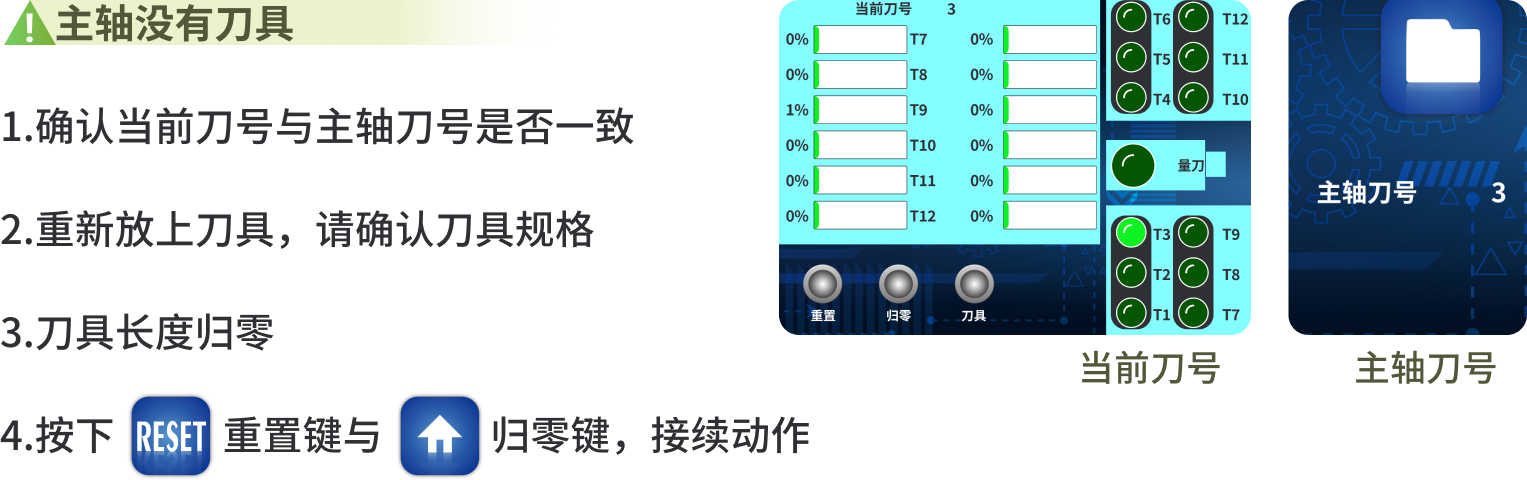 主轴没有刀具
1.确认当前刀号与主轴刀号是否一致
2.重新放上刀具，请确认刀具规格
3.刀具长度归零
4.按下 RESET 重置键与 归零键，接续动作
当前刀号 3
0% T7 0%
0% T8 0%
1% T9 0%
0% T10 0%
0% T11 0%
0% T12 0%
重置 归零 刀具
T6 T12
T5 T11
T4 T10
量刀
T3 T9
T2 T8
T1 T7
当前刀号
主轴刀号 3
主轴刀号